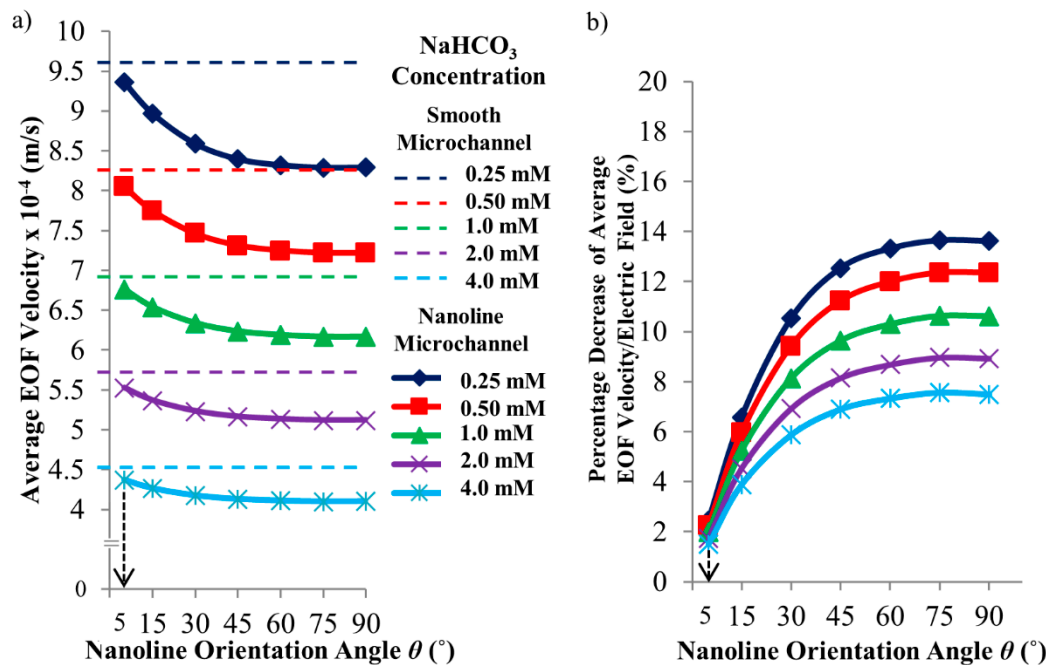 a)
Average EOF Velocity x 10⁻⁴ (m/s)
10
9.5
9
8.5
8
7.5
7
6.5
6
5.5
5
4.5
4
0
5 15 30 45 60 75 90
Nanoline Orientation Angle θ (°)
NaHCO₃
Concentration
Smooth
Microchannel
0.25 mM
0.50 mM
1.0 mM
2.0 mM
4.0 mM
Nanoline
Microchannel
0.25 mM
0.50 mM
1.0 mM
2.0 mM
4.0 mM
b)
Percentage Decrease of Average
EOF Velocity/Electric Field (%)
20
18
16
14
12
10
8
6
4
2
0
5 15 30 45 60 75 90
Nanoline Orientation Angle θ (°)